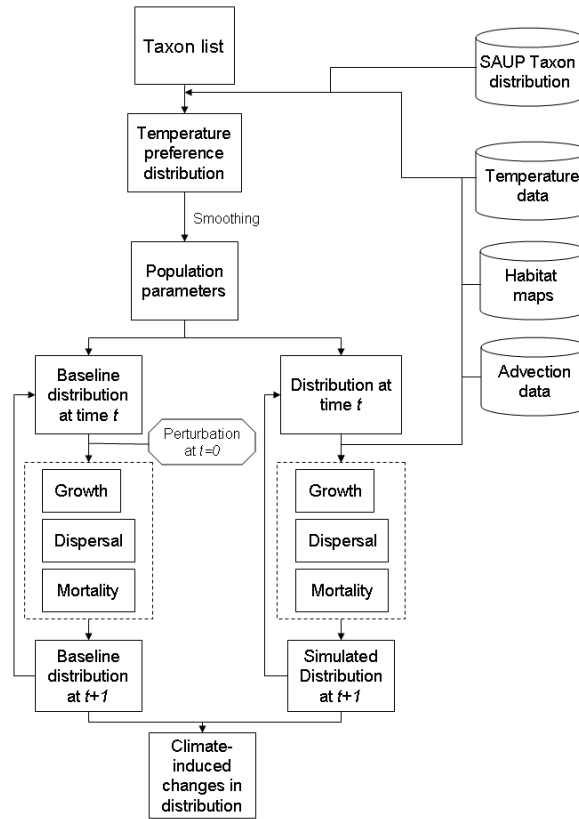 Taxon list
SAUP Taxon
distribution
Temperature
preference
distribution
Temperature
data
Smoothing
Population
parameters
Habitat
maps
Baseline
distribution
at time t
Distribution at
time t
Advection
data
Perturbation
at t=0
Growth
Dispersal
Mortality
Growth
Dispersal
Mortality
Baseline
distribution
at t+1
Simulated
Distribution
at t+1
Climate-
induced
changes in
distribution